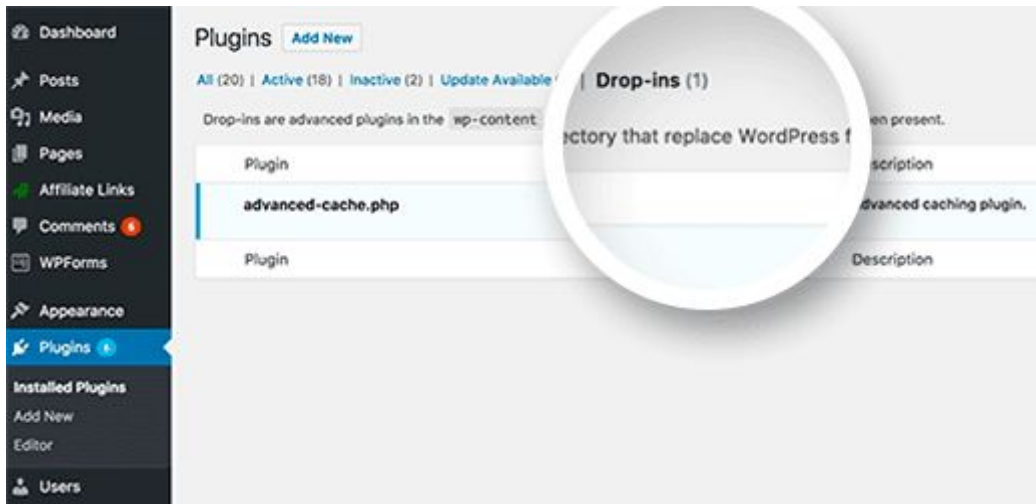 Dashboard
Posts
Media
Pages
Affiliate Links
Comments 6
WPForms
Appearance
Plugins 6
Installed Plugins
Add New
Editor
Users
Plugins Add New
All (20) | Active (18) | Inactive (2) | Update Available | Drop-ins (1)
Drop-ins are advanced plugins in the wp-content ectory that replace WordPress f en present.
Plugin scription
advanced-cache.php dvanced caching plugin.
Plugin Description